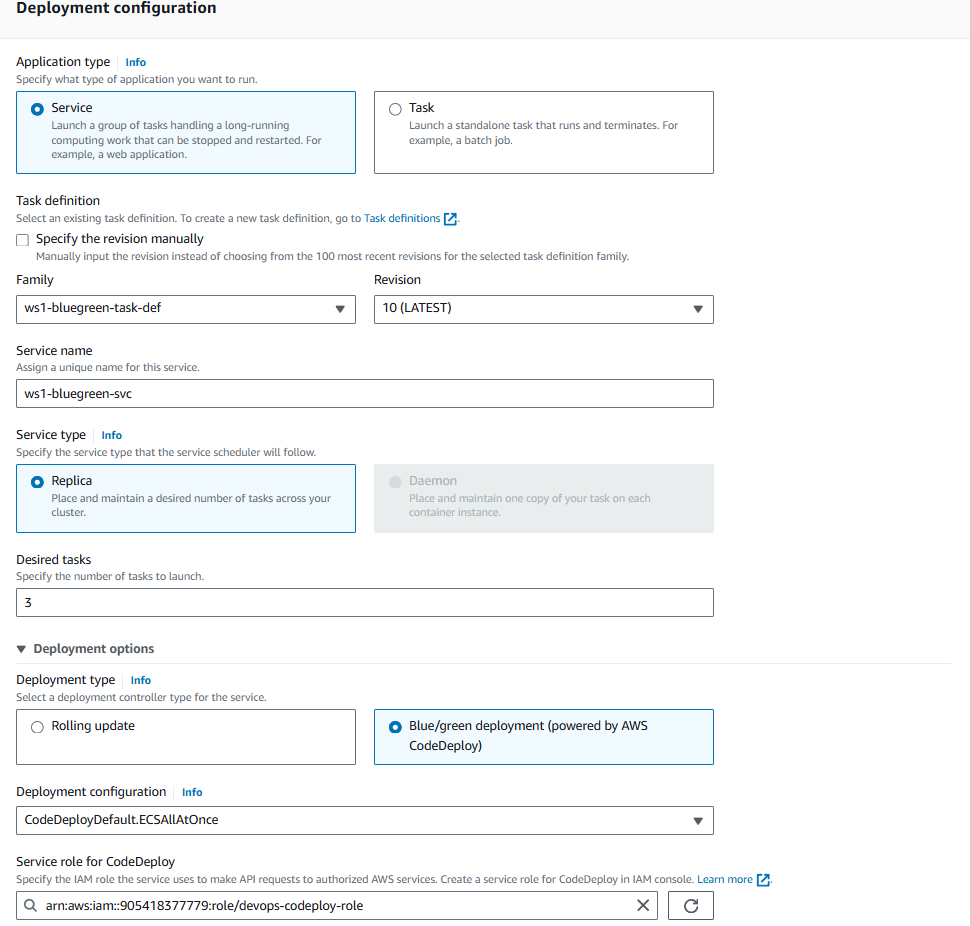 Deployment configuration
Application type Info
Specify what type of application you want to run.
Service
Launch a group of tasks handling a long-running
computing work that can be stopped and restarted. For
example, a web application.
Task
Launch a standalone task that runs and terminates. For
example, a batch job.
Task definition
Select an existing task definition. To create a new task definition, go to Task definitions.
Specify the revision manually
Manually input the revision instead of choosing from the 100 most recent revisions for the selected task definition family.
Family
ws1-bluegreen-task-def
Revision
10 (LATEST)
Service name
Assign a unique name for this service.
ws1-bluegreen-svc
Service type Info
Specify the service type that the service scheduler will follow.
Replica
Place and maintain a desired number of tasks across your
cluster.
Daemon
Place and maintain one copy of your task on each
container instance.
Desired tasks
Specify the number of tasks to launch.
3
Deployment options
Deployment type Info
Select a deployment controller type for the service.
Rolling update
Blue/green deployment (powered by AWS
CodeDeploy)
Deployment configuration Info
CodeDeployDefault.ECSAllAtOnce
Service role for CodeDeploy
Specify the IAM role the service uses to make API requests to authorized AWS services. Create a service role for CodeDeploy in IAM console. Learn more.
arn:aws:iam::905418377779:role/devops-codeploy-role